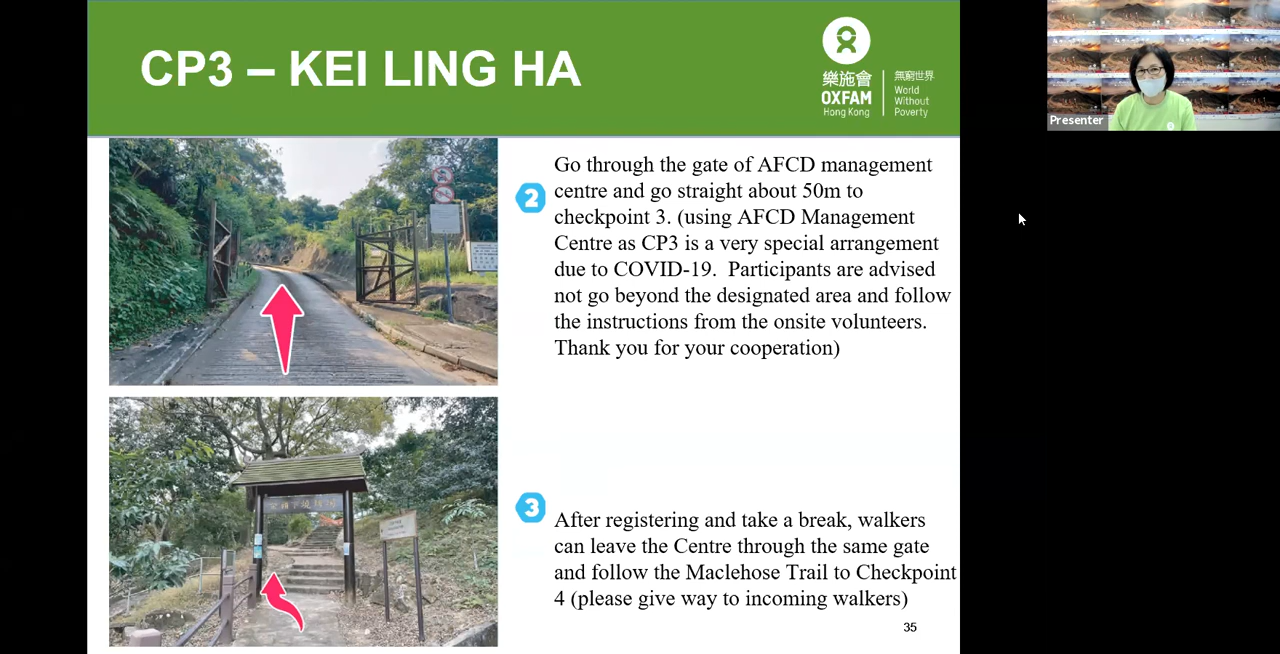 CP3 – KEI LING HA
樂施會
OXFAM
Hong Kong
無窮世界
World
Without
Poverty
Presenter
2
Go through the gate of AFCD management
centre and go straight about 50m to
checkpoint 3. (using AFCD Management
Centre as CP3 is a very special arrangement
due to COVID-19.  Participants are advised
not go beyond the designated area and follow
the instructions from the onsite volunteers.
Thank you for your cooperation)
3
After registering and take a break, walkers
can leave the Centre through the same gate
and follow the Maclehose Trail to Checkpoint
4 (please give way to incoming walkers)
35